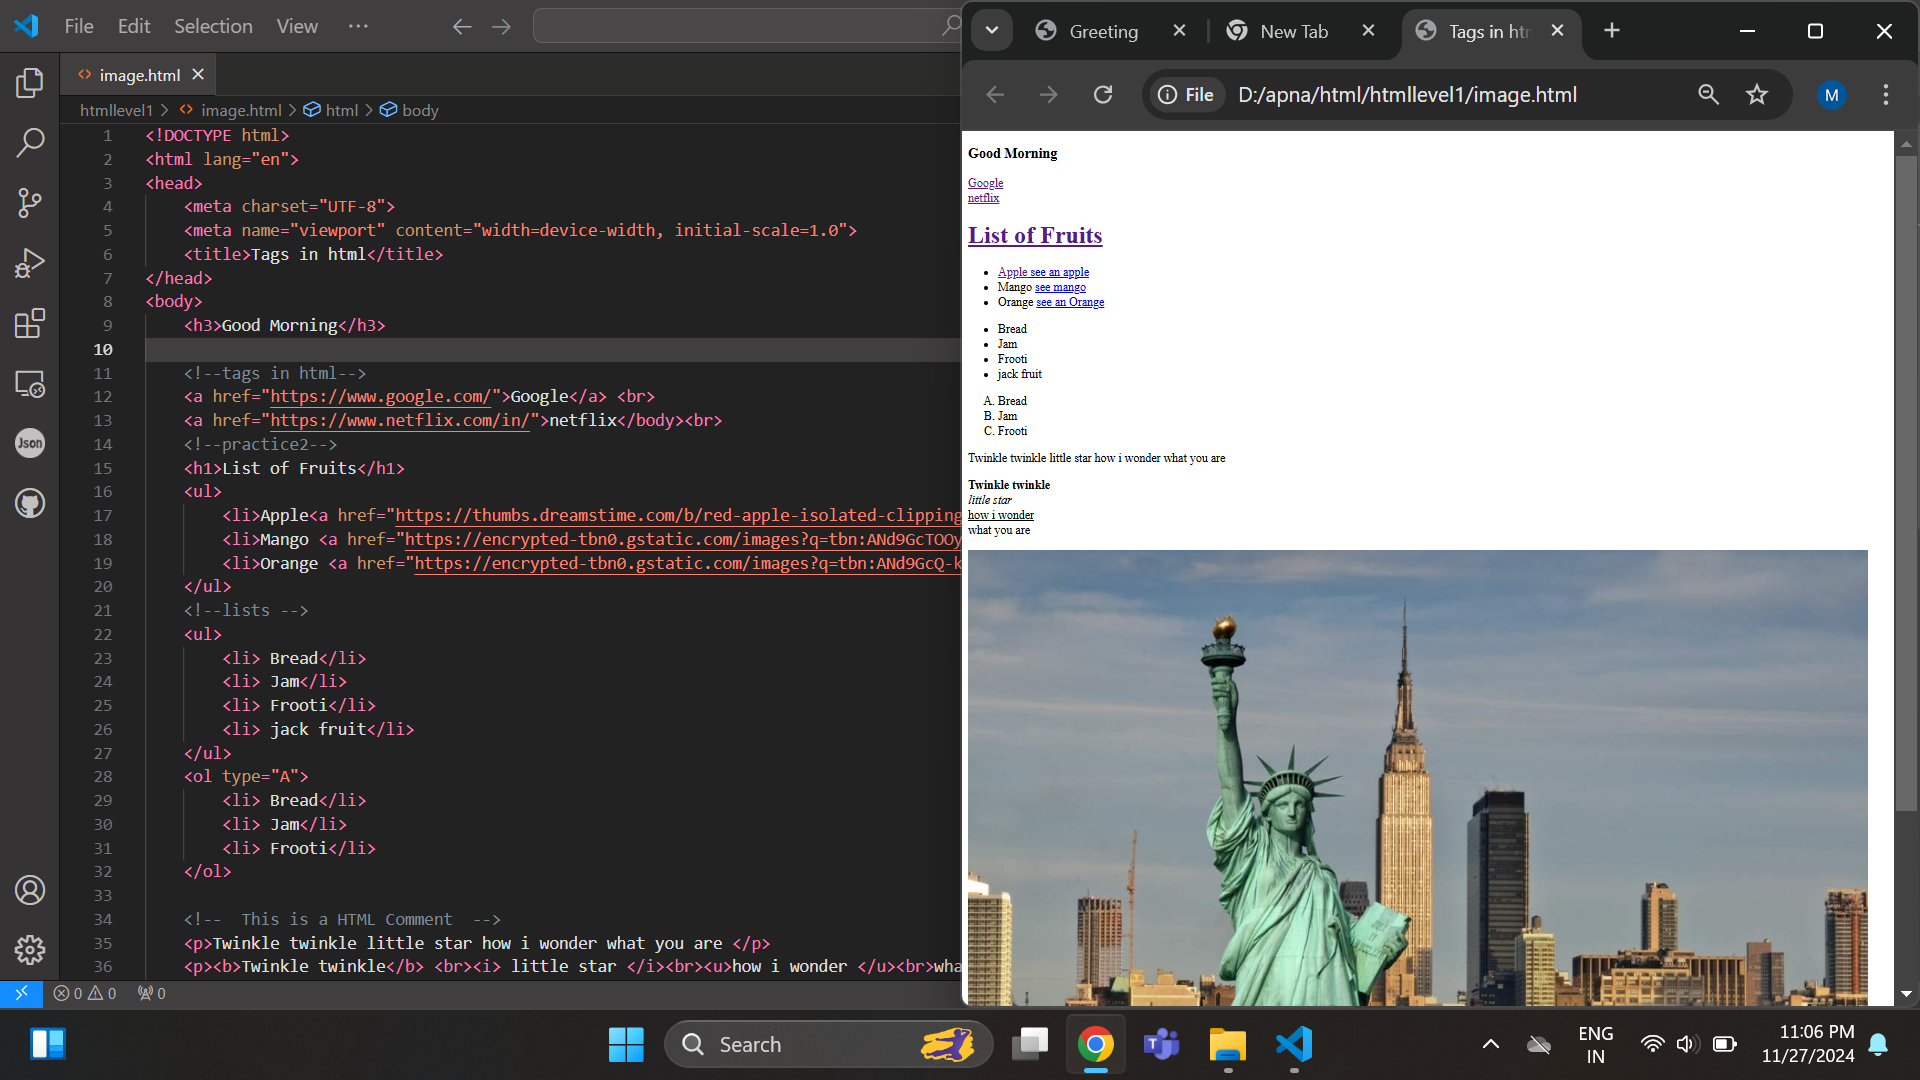 File Edit Selection View ···
image.html
htmllevel1 > image.html > html > body
1 <!DOCTYPE html>
2 <html lang="en">
3 <head>
4 <meta charset="UTF-8">
5 <meta name="viewport" content="width=device-width, initial-scale=1.0">
6 <title>Tags in html</title>
7 </head>
8 <body>
9 <h3>Good Morning</h3>
10
11 <!--tags in html-->
12 <a href="https://www.google.com/">Google</a> <br>
13 <a href="https://www.netflix.com/in/">netflix</body><br>
14 <!--practice2-->
15 <h1>List of Fruits</h1>
16 <ul>
17 <li>Apple<a href="https://thumbs.dreamstime.com/b/red-apple-isolated-clipping
18 <li>Mango <a href="https://encrypted-tbn0.gstatic.com/images?q=tbn:ANd9GcTOOy
19 <li>Orange <a href="https://encrypted-tbn0.gstatic.com/images?q=tbn:ANd9GcQ-k
20 </ul>
21 <!--lists -->
22 <ul>
23 <li> Bread</li>
24 <li> Jam</li>
25 <li> Frooti</li>
26 <li> jack fruit</li>
27 </ul>
28 <ol type="A">
29 <li> Bread</li>
30 <li> Jam</li>
31 <li> Frooti</li>
32 </ol>
33
34 <!--  This is a HTML Comment  -->
35 <p>Twinkle twinkle little star how i wonder what you are </p>
36 <p><b>Twinkle twinkle</b> <br><i> little star </i><br><u>how i wonder </u><br>wha
Json
0 0 0
Greeting
New Tab
Tags in htm
File D:/apna/html/htmllevel1/image.html
M
Good Morning
Google
netflix
List of Fruits
• Apple see an apple
• Mango see mango
• Orange see an Orange
• Bread
• Jam
• Frooti
• jack fruit
A. Bread
B. Jam
C. Frooti
Twinkle twinkle little star how i wonder what you are
Twinkle twinkle
little star
how i wonder
what you are
Search
ENG
IN
11:06 PM
11/27/2024